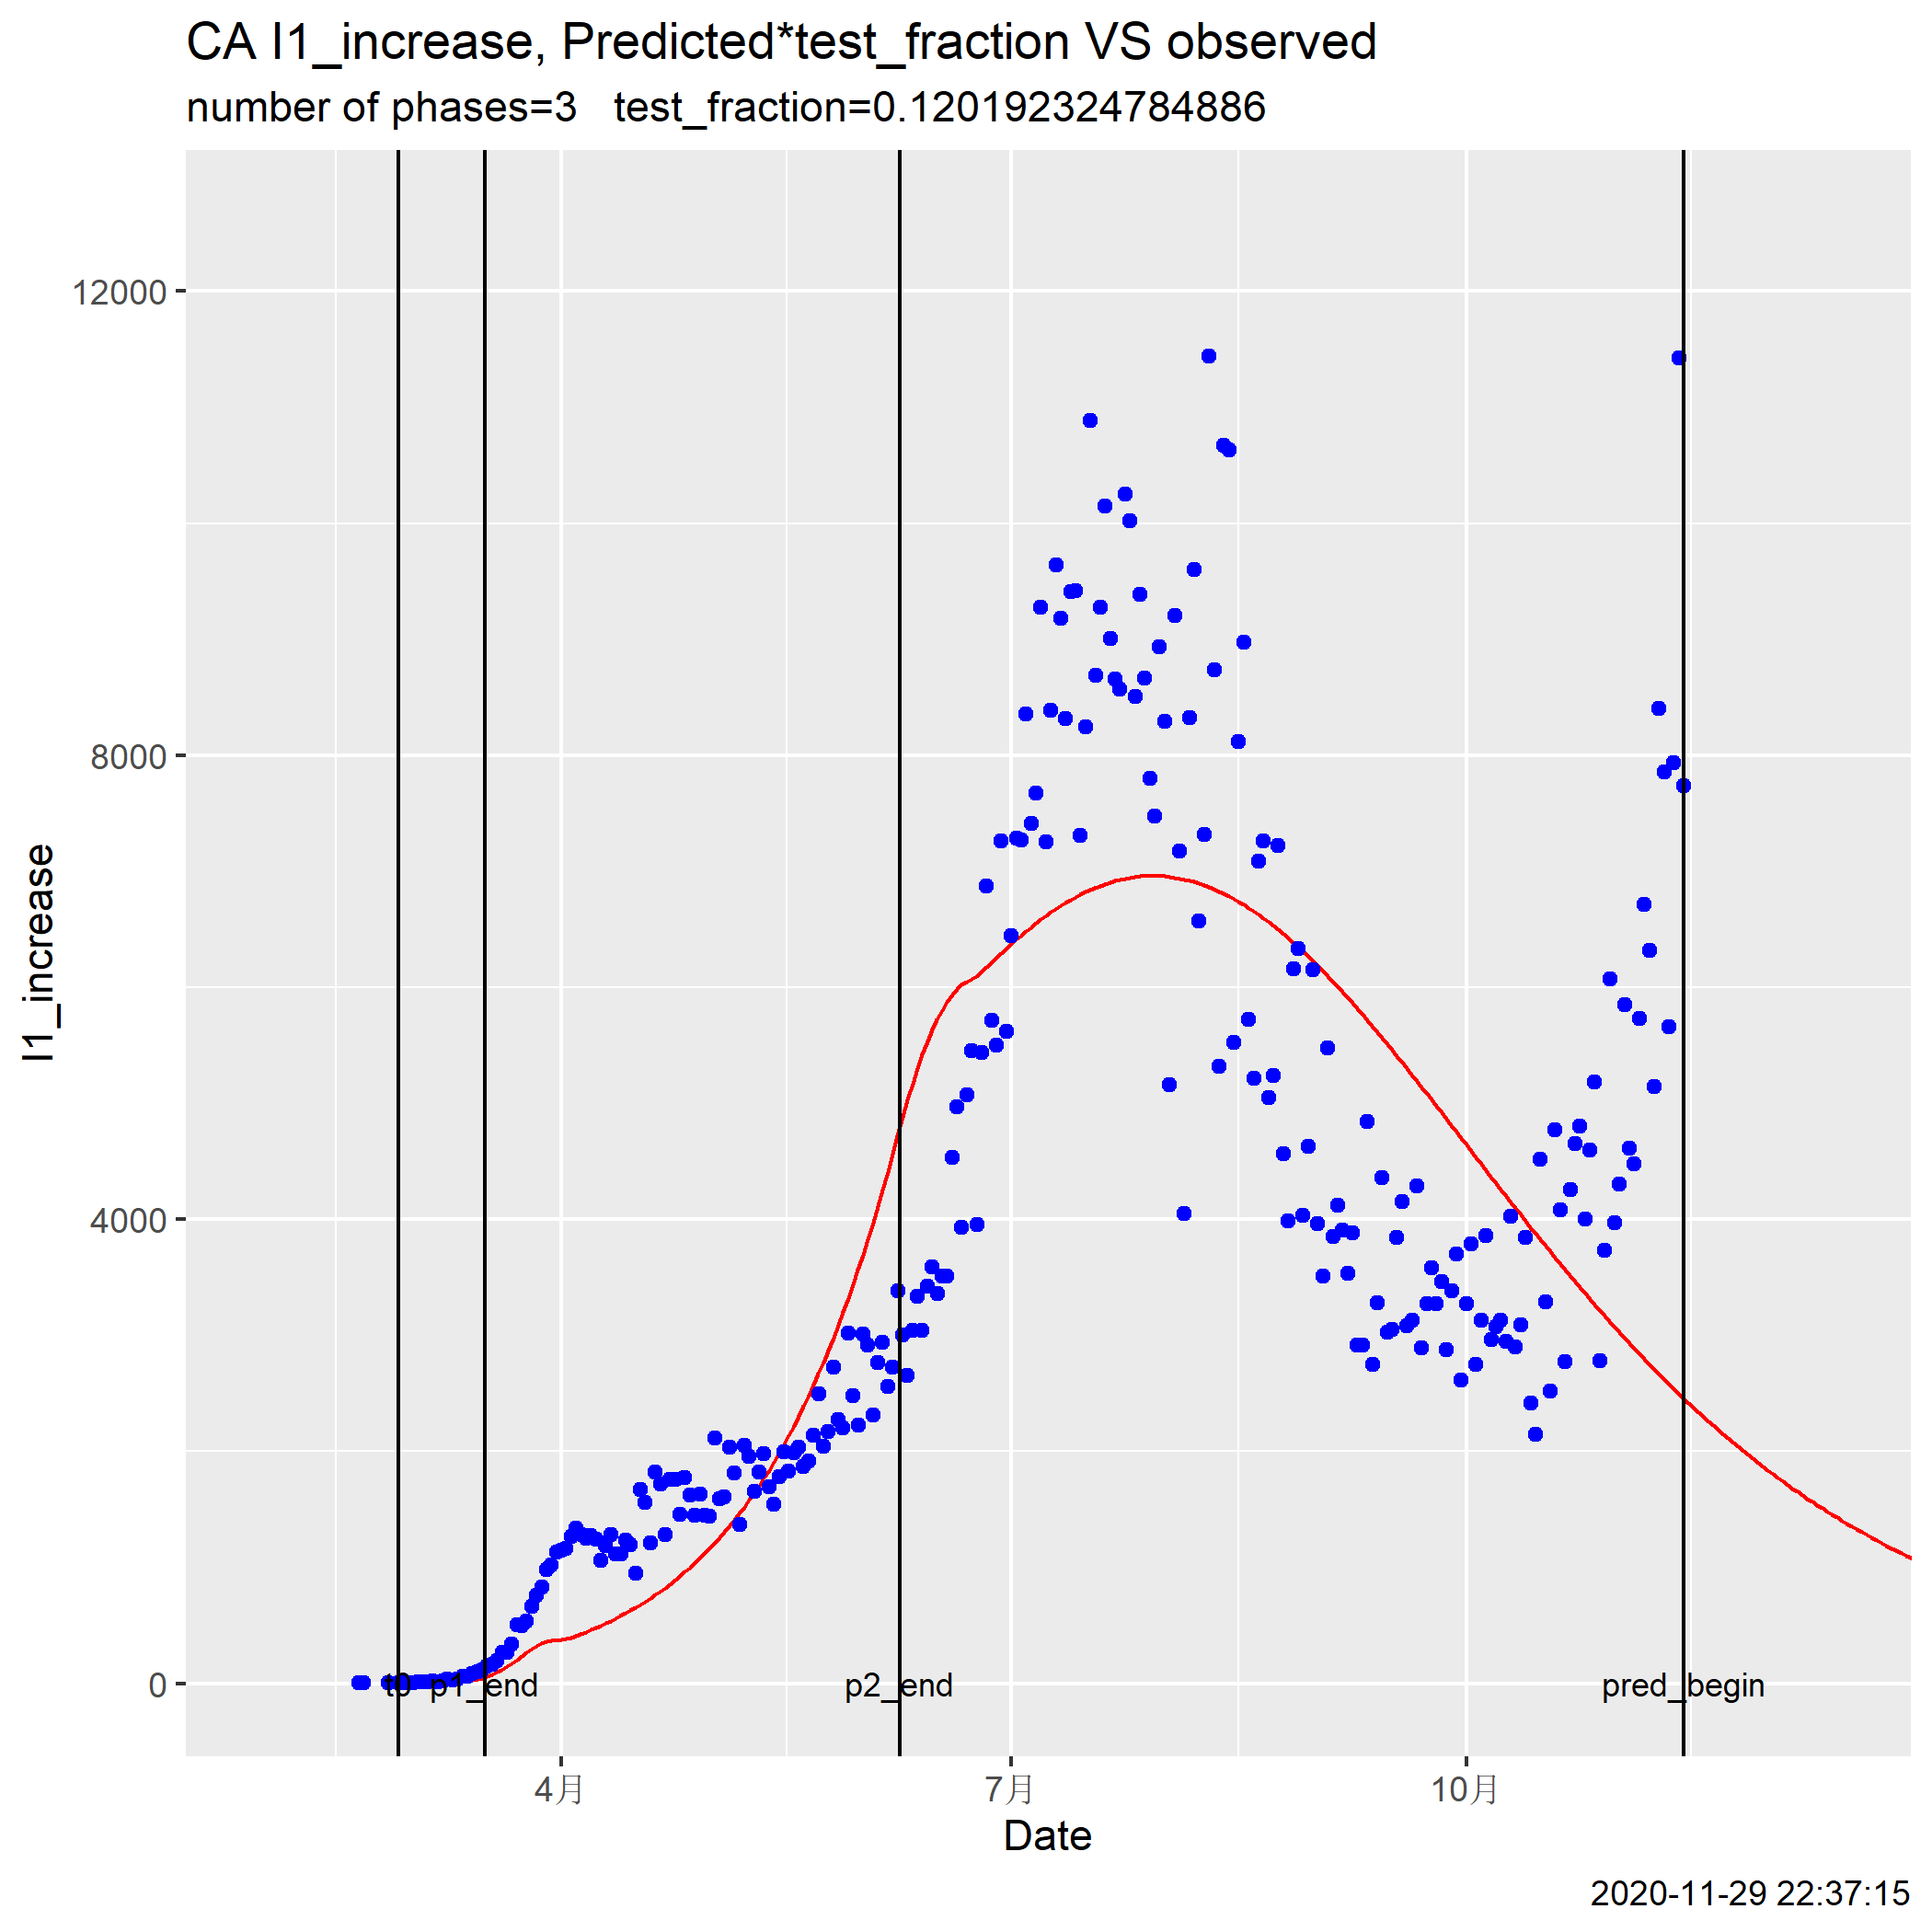 CA I1_increase, Predicted*test_fraction VS observed
number of phases=3 test_fraction=0.120192324784886
12000
8000
4000
0
I1_increase
t0 p1_end p2_end pred_begin
4月 7月 10月
Date
2020-11-29 22:37:15